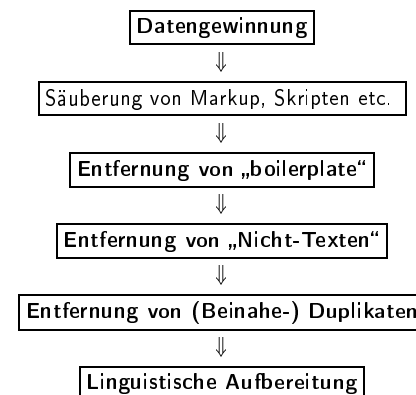 Datengewinnung
⇓
Säuberung von Markup, Skripten etc.
⇓
Entfernung von „boilerplate“
⇓
Entfernung von „Nicht-Texten“
⇓
Entfernung von (Beinahe-) Duplikaten
⇓
Linguistische Aufbereitung